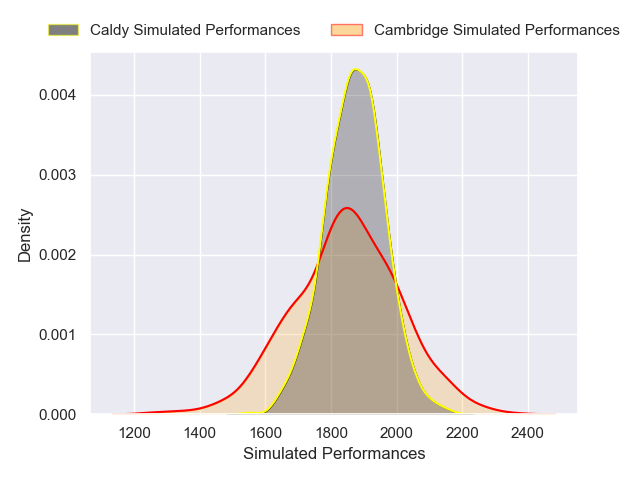 Caldy Simulated Performances
Cambridge Simulated Performances
0.004
0.003
0.002
0.001
0.000
Density
1200 1400 1600 1800 2000 2200 2400
Simulated Performances